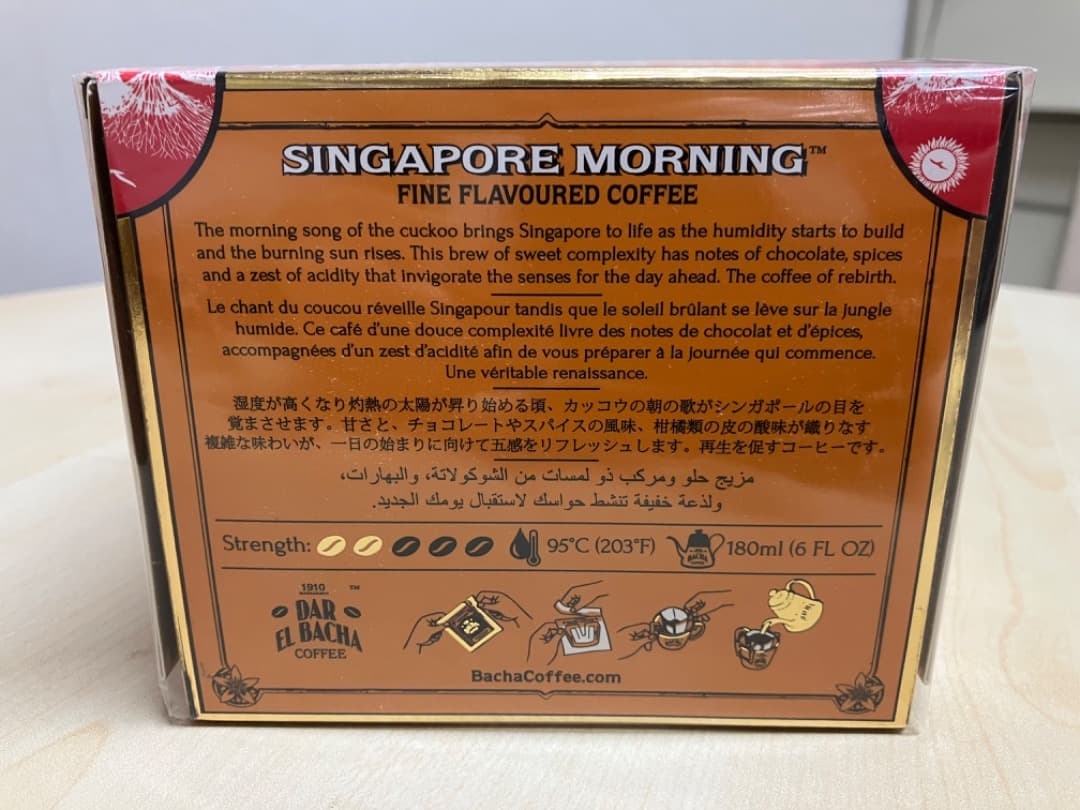 SINGAPORE MORNING™
FINE FLAVOURED COFFEE
The morning song of the cuckoo brings Singapore to life as the humidity starts to build
and the burning sun rises. This brew of sweet complexity has notes of chocolate, spices
and a zest of acidity that invigorate the senses for the day ahead. The coffee of rebirth.
Le chant du coucou réveille Singapour tandis que le soleil brûlant se lève sur la jungle
humide. Ce café d'une douce complexité livre des notes de chocolat et d'épices,
accompagnées d'un zest d'acidité afin de vous préparer à la journée qui commence.
Une véritable renaissance.
湿度が高くなり灼熱の太陽が昇り始める頃、カッコウの朝の歌がシンガポールの目を
覚まさせます。甘さと、チョコレートやスパイスの風味、柑橘類の皮の酸味が織りなす
複雑な味わいが、一日の始まりに向けて五感をリフレッシュします。再生を促すコーヒーです。
مزيج حلو ومركب ذو لمسات من الشوكولاتة، والبهارات،
ولذعة خفيفة تنشط حواسك لاستقبال يومك الجديد.
Strength: 95°C (203°F) 180ml (6 FL OZ)
1910 ™
DAR
EL BACHA
COFFEE
BachaCoffee.com